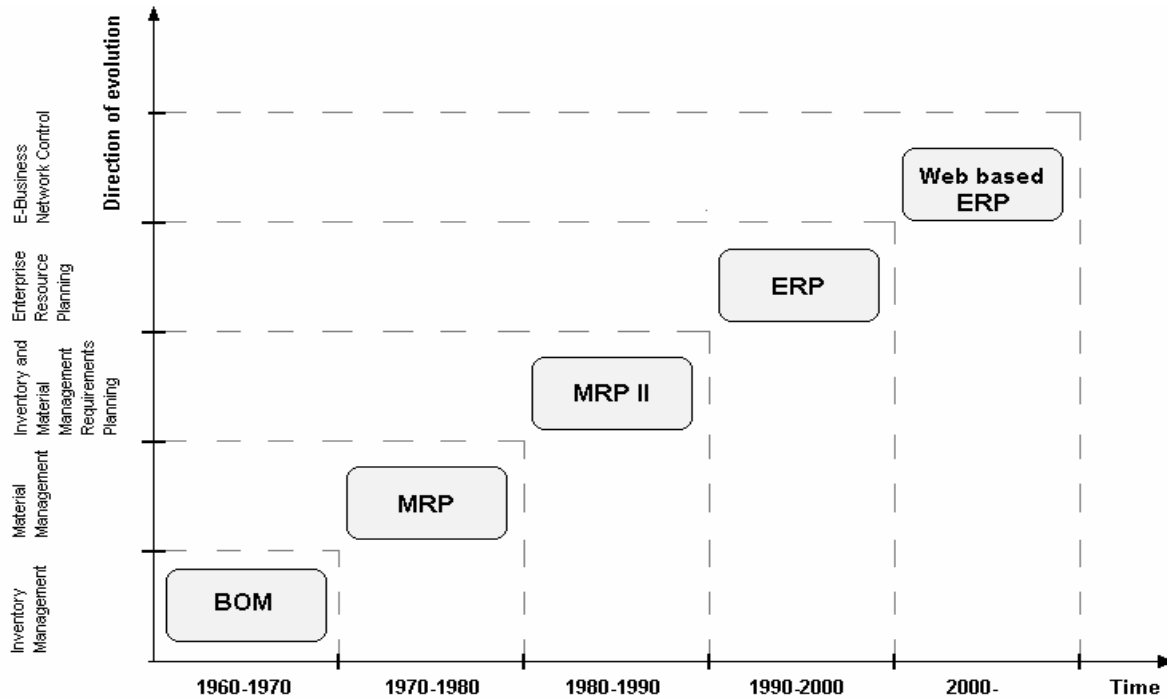 Direction of evolution
E-Business
Network Control
Enterprise
Resource
Planning
Inventory and
Material
Management
Requirements
Planning
Material
Management
Inventory
Management
Web based
ERP
ERP
MRP II
MRP
BOM
1960-1970
1970-1980
1980-1990
1990-2000
2000-
Time